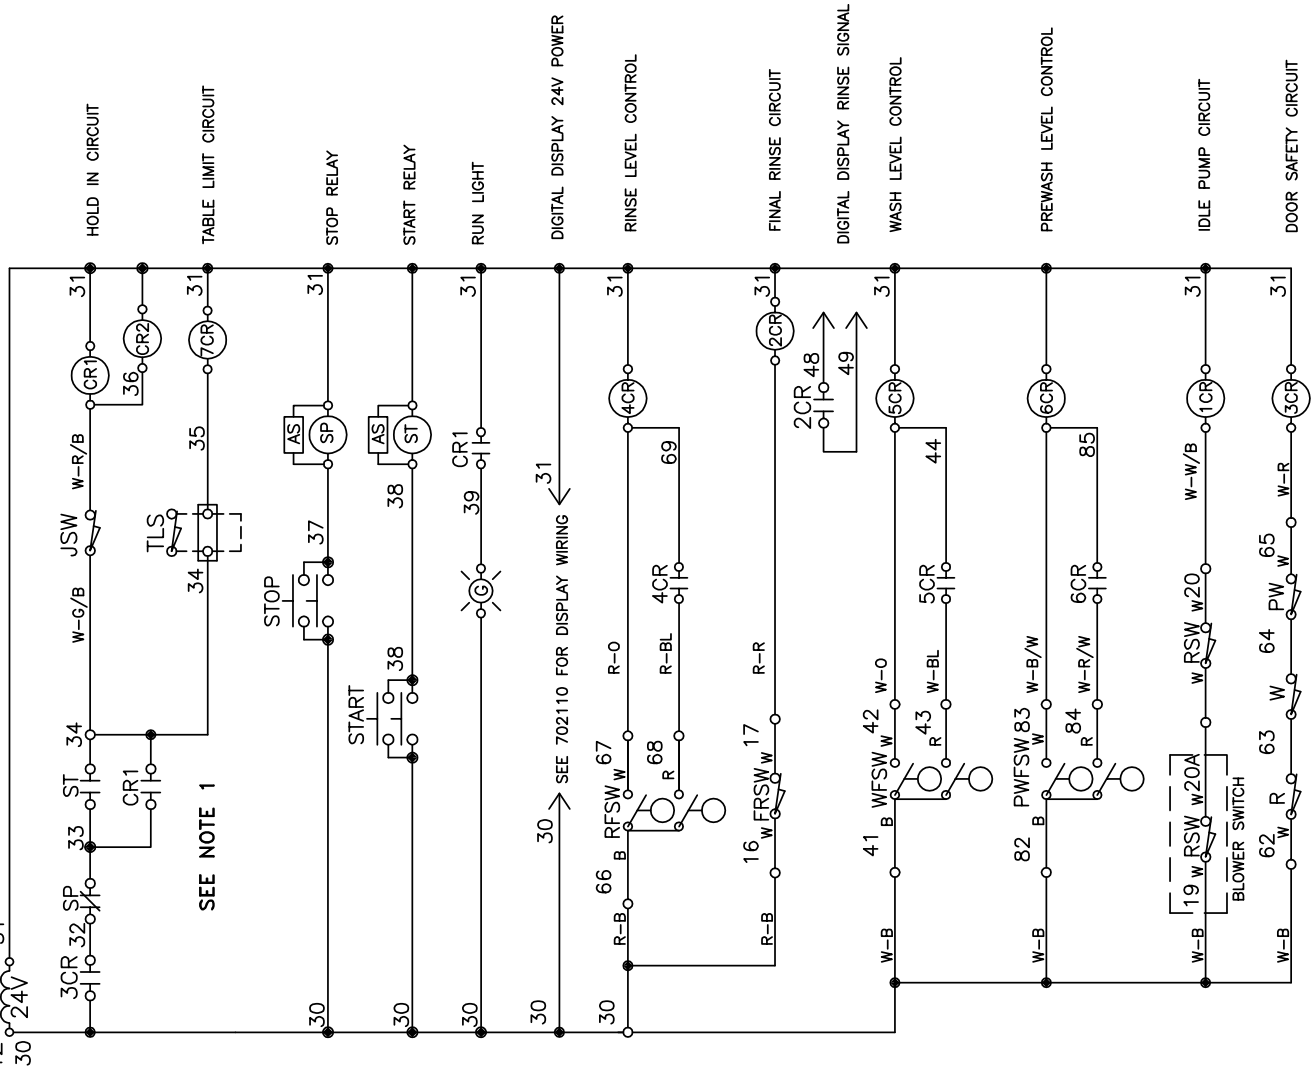 30
24V
3CR
32
SP
33
ST
CR1
34
W-G/B
JSW
W-R/B
CR1
36
CR2
31
HOLD IN CIRCUIT
SEE NOTE 1
34
TLS
35
7CR
31
TABLE LIMIT CIRCUIT
30
STOP
37
AS
SP
31
STOP RELAY
30
START
38
38
AS
ST
START RELAY
30
G
39
CR1
31
RUN LIGHT
30
30
SEE 702110 FOR DISPLAY WIRING
31
DIGITAL DISPLAY 24V POWER
30
R-B
66
B
RFSW
W
67
R-O
4CR
31
RINSE LEVEL CONTROL
R
68
R-BL
4CR
69
R-B
16
W
FRSW
W
17
R-R
2CR
31
FINAL RINSE CIRCUIT
2CR
48
49
DIGITAL DISPLAY RINSE SIGNAL
W-B
41
B
WFSW
W
42
W-O
5CR
31
WASH LEVEL CONTROL
R
43
W-BL
5CR
44
W-B
82
B
PWFSW
W
83
W-B/W
6CR
PREWASH LEVEL CONTROL
R
84
W-R/W
6CR
85
W-B
19
W
RSW
W
20A
BLOWER SWITCH
W
RSW
W
20
W-W/B
1CR
31
IDLE PUMP CIRCUIT
W-B
62
W
R
63
W
64
PW
W
65
W-R
3CR
31
DOOR SAFETY CIRCUIT